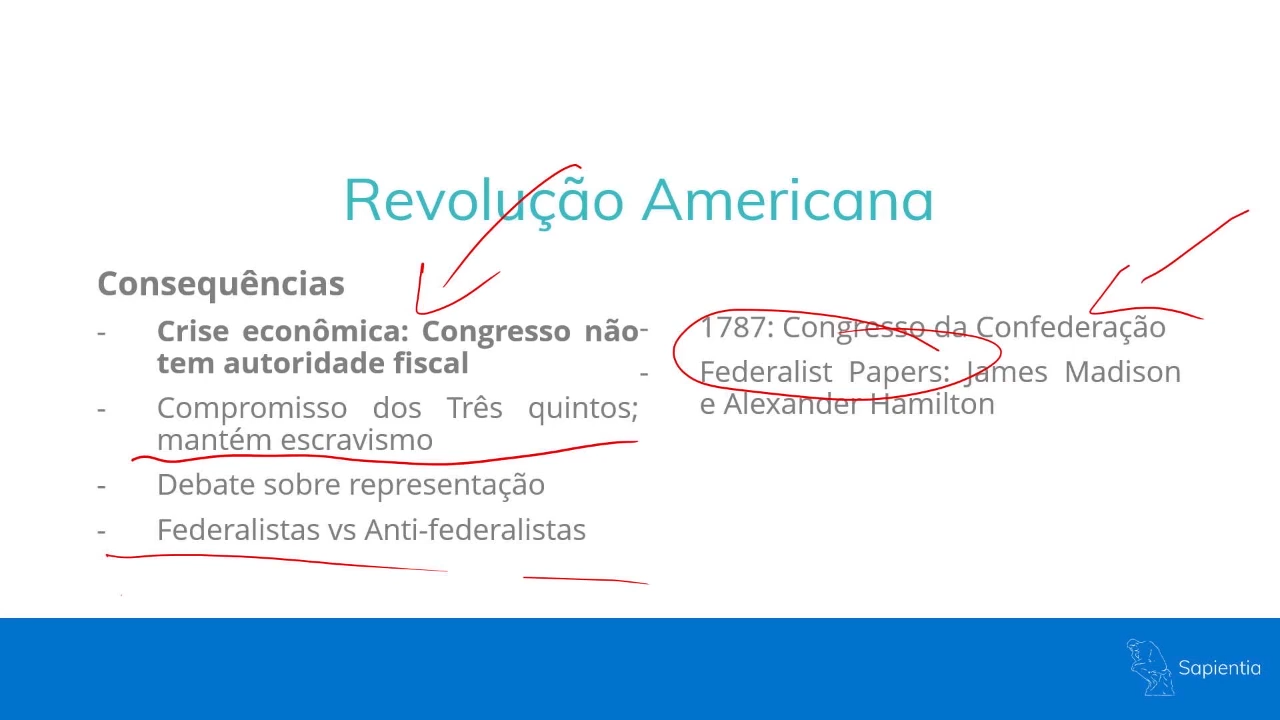 Revolução Americana
Consequências
- Crise econômica: Congresso não
tem autoridade fiscal
- Compromisso dos Três quintos;
mantém escravismo
- Debate sobre representação
- Federalistas vs Anti-federalistas
- 1787: Congresso da Confederação
- Federalist Papers: James Madison
e Alexander Hamilton
Sapientia